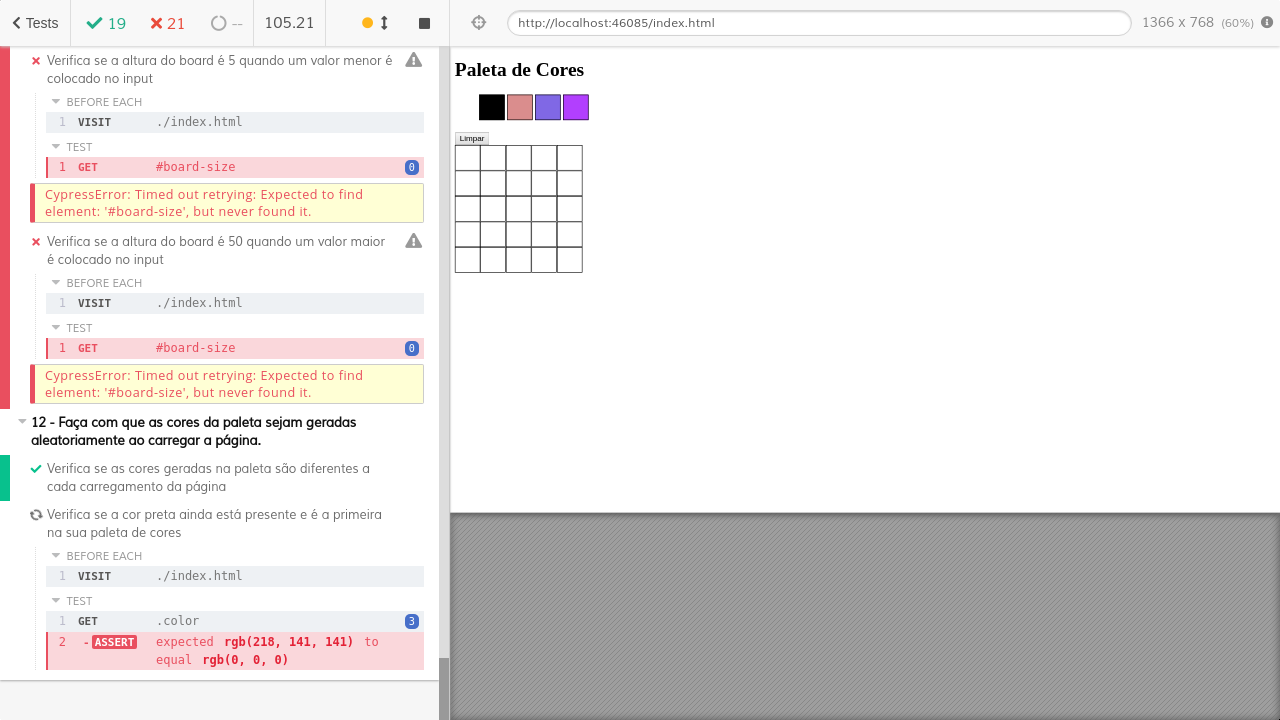 Tests
19
21
--
105.21
http://localhost:46085/index.html
1366 x 768 (60%)
Verifica se a altura do board é 5 quando um valor menor é
colocado no input
BEFORE EACH
1 VISIT ./index.html
TEST
1 GET #board-size 0
CypressError: Timed out retrying: Expected to find
element: '#board-size', but never found it.
Verifica se a altura do board é 50 quando um valor maior
é colocado no input
BEFORE EACH
1 VISIT ./index.html
TEST
1 GET #board-size 0
CypressError: Timed out retrying: Expected to find
element: '#board-size', but never found it.
12 - Faça com que as cores da paleta sejam geradas
aleatoriamente ao carregar a página.
Verifica se as cores geradas na paleta são diferentes a
cada carregamento da página
Verifica se a cor preta ainda está presente e é a primeira
na sua paleta de cores
BEFORE EACH
1 VISIT ./index.html
TEST
1 GET .color 3
2 -ASSERT expected rgb(218, 141, 141) to
equal rgb(0, 0, 0)
Paleta de Cores
Limpar